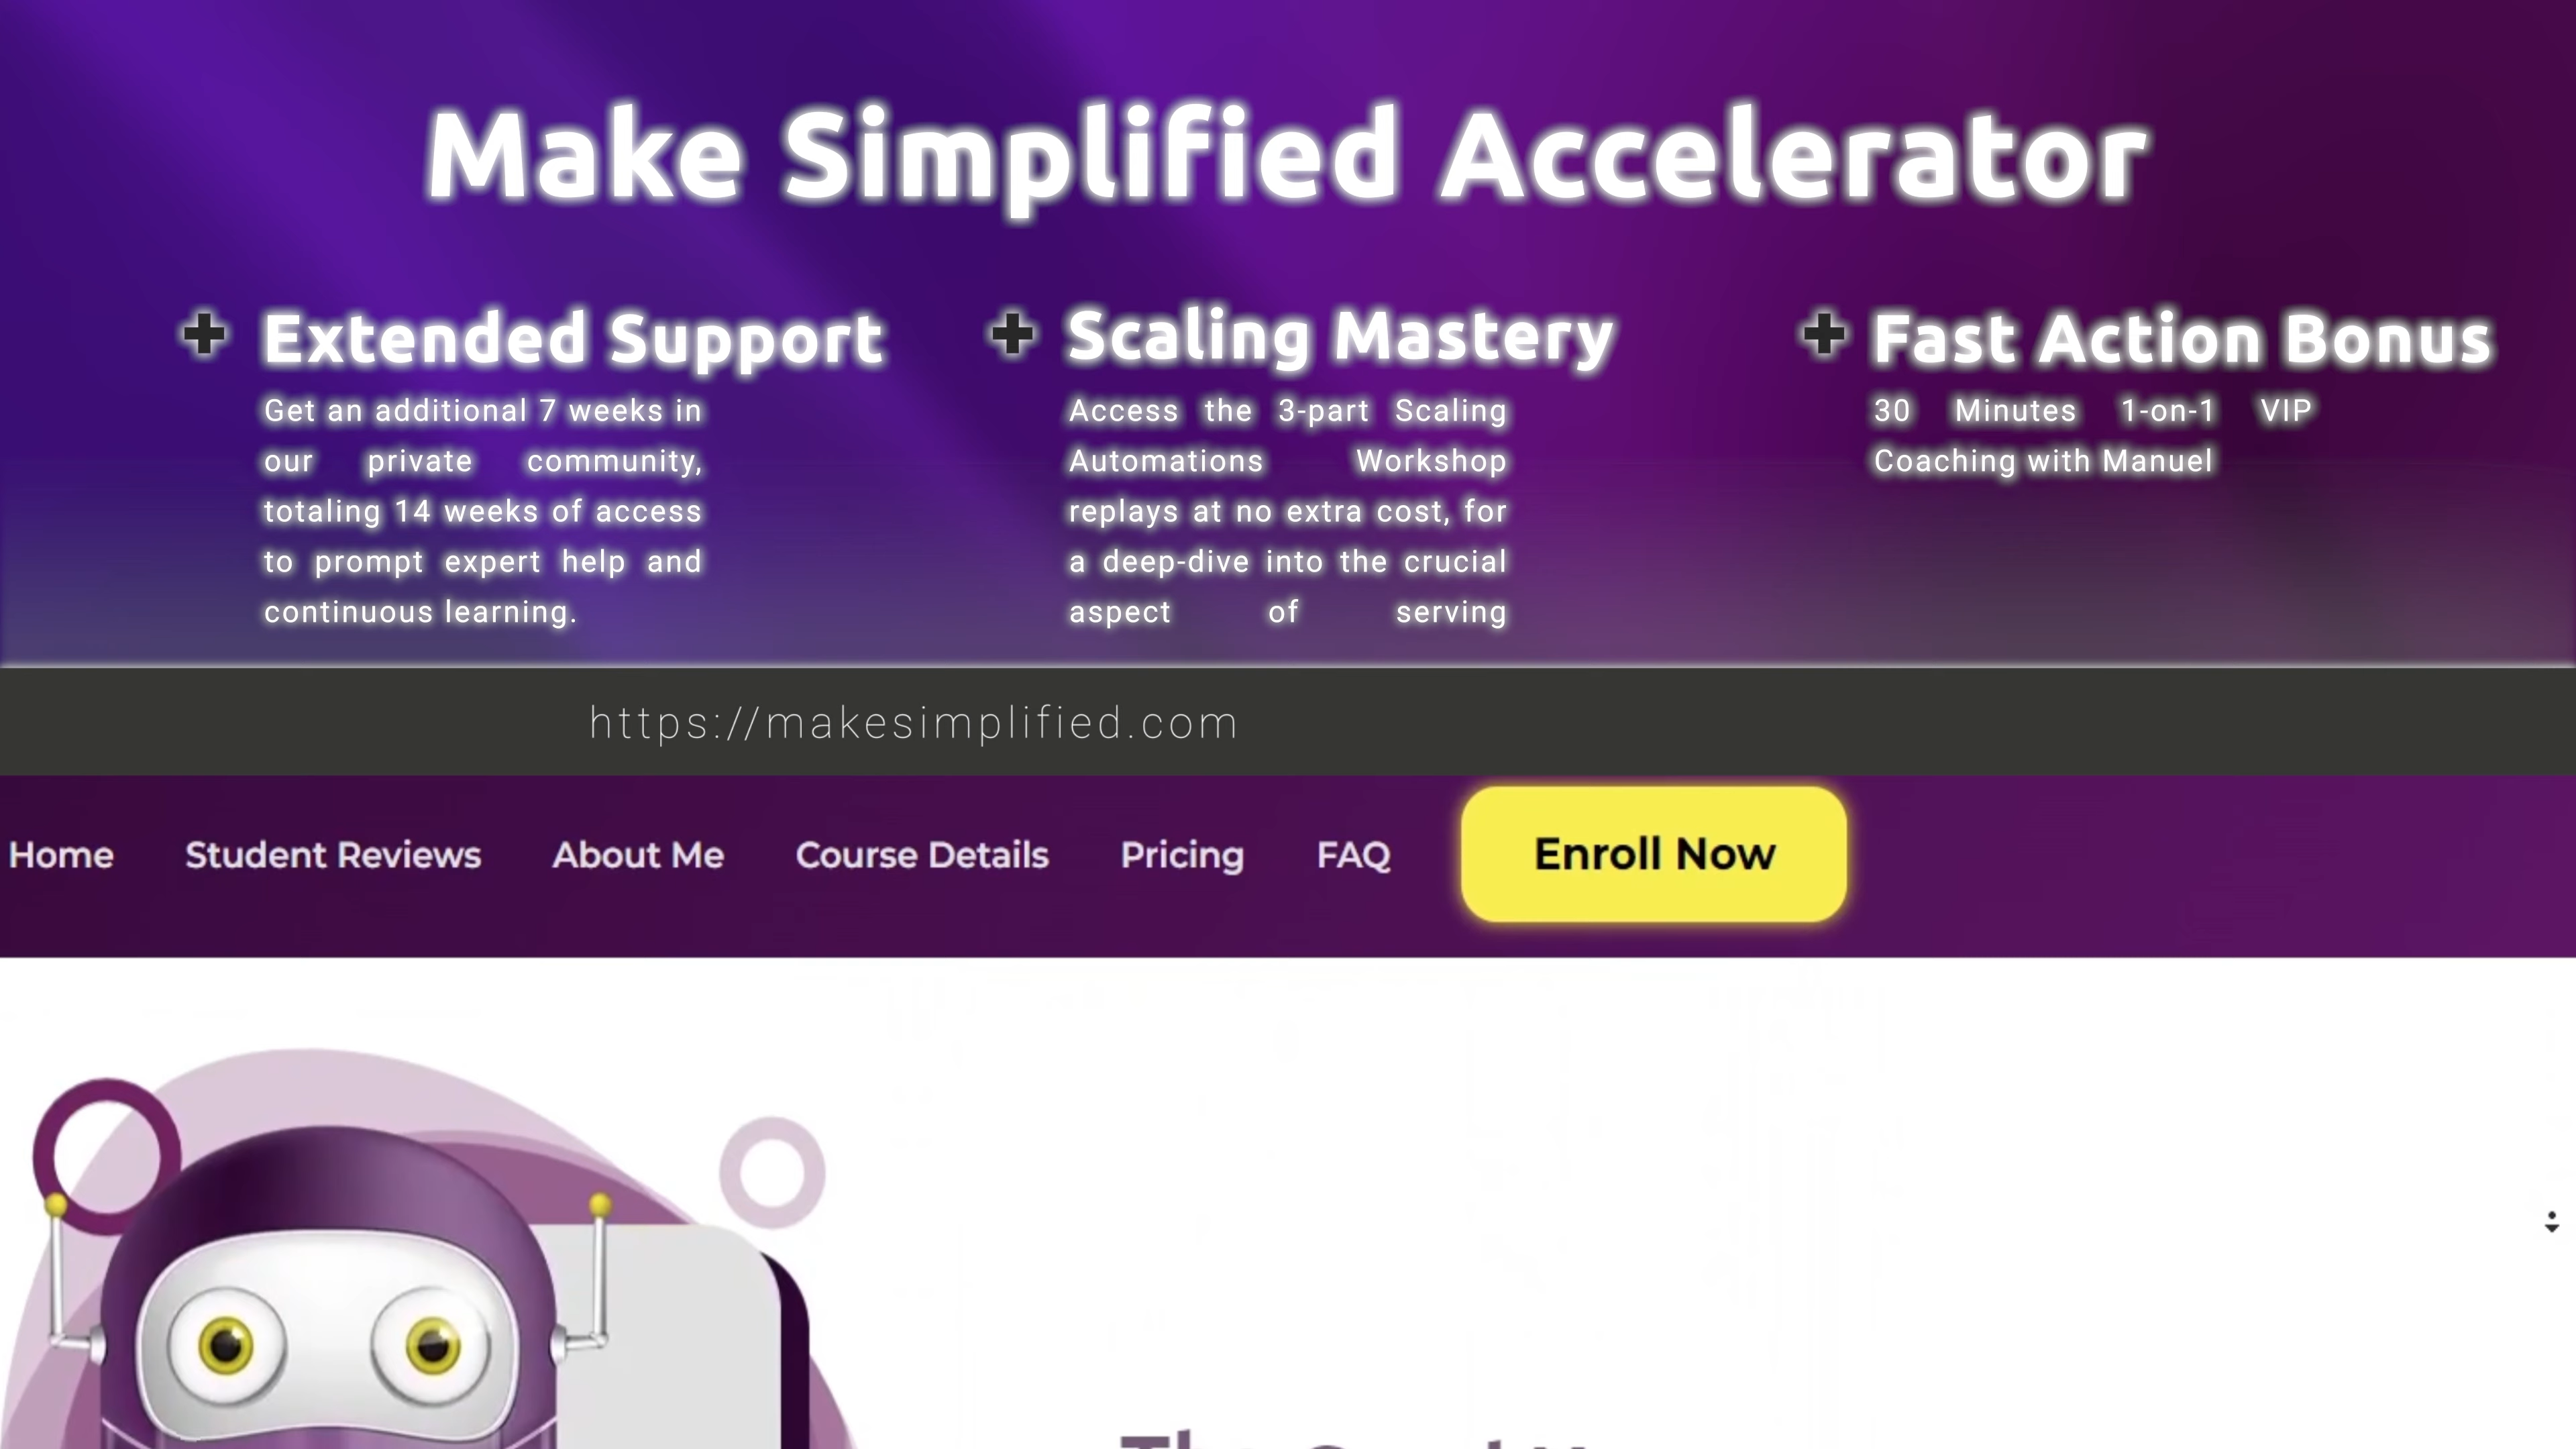 Make Simplified Accelerator
Extended Support
Get an additional 7 weeks in
our private community,
totaling 14 weeks of access
to prompt expert help and
continuous learning.
Scaling Mastery
Access the 3-part Scaling
Automations Workshop
replays at no extra cost, for
a deep-dive into the crucial
aspect of serving
Fast Action Bonus
30 Minutes 1-on-1 VIP
Coaching with Manuel
https://makesimplified.com
Home Student Reviews About Me Course Details Pricing FAQ Enroll Now